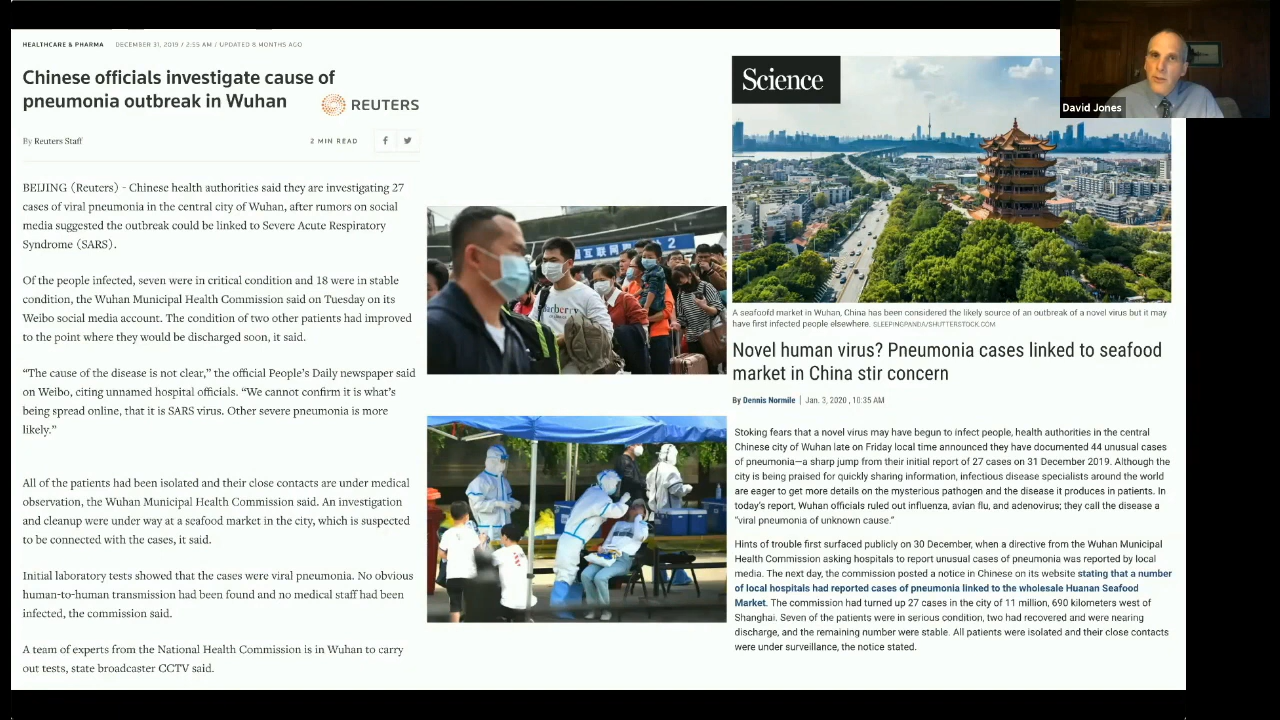 HEALTHCARE & PHARMA DECEMBER 31, 2019 / 2:55 AM / UPDATED 8 MONTHS AGO
Chinese officials investigate cause of
pneumonia outbreak in Wuhan
REUTERS
By Reuters Staff
2 MIN READ
BEIJING (Reuters) - Chinese health authorities said they are investigating 27
cases of viral pneumonia in the central city of Wuhan, after rumors on social
media suggested the outbreak could be linked to Severe Acute Respiratory
Syndrome (SARS).
Of the people infected, seven were in critical condition and 18 were in stable
condition, the Wuhan Municipal Health Commission said on Tuesday on its
Weibo social media account. The condition of two other patients had improved
to the point where they would be discharged soon, it said.
“The cause of the disease is not clear,” the official People’s Daily newspaper said
on Weibo, citing unnamed hospital officials. “We cannot confirm it is what’s
being spread online, that it is SARS virus. Other severe pneumonia is more
likely.”
All of the patients had been isolated and their close contacts are under medical
observation, the Wuhan Municipal Health Commission said. An investigation
and cleanup were under way at a seafood market in the city, which is suspected
to be connected with the cases, it said.
Initial laboratory tests showed that the cases were viral pneumonia. No obvious
human-to-human transmission had been found and no medical staff had been
infected, the commission said.
A team of experts from the National Health Commission is in Wuhan to carry
out tests, state broadcaster CCTV said.
互联网
Science
David Jones
A seafoofd market in Wuhan, China has been considered the likely source of an outbreak of a novel virus but it may
have first infected people elsewhere. SLEEPINGPANDA/SHUTTERSTOCK.COM
Novel human virus? Pneumonia cases linked to seafood
market in China stir concern
By Dennis Normile | Jan. 3, 2020 , 10:35 AM
Stoking fears that a novel virus may have begun to infect people, health authorities in the central
Chinese city of Wuhan late on Friday local time announced they have documented 44 unusual cases
of pneumonia—a sharp jump from their initial report of 27 cases on 31 December 2019. Although the
city is being praised for quickly sharing information, infectious disease specialists around the world
are eager to get more details on the mysterious pathogen and the disease it produces in patients. In
today’s report, Wuhan officials ruled out influenza, avian flu, and adenovirus; they call the disease a
“viral pneumonia of unknown cause.”
Hints of trouble first surfaced publicly on 30 December, when a directive from the Wuhan Municipal
Health Commission asking hospitals to report unusual cases of pneumonia was reported by local
media. The next day, the commission posted a notice in Chinese on its website stating that a number
of local hospitals had reported cases of pneumonia linked to the wholesale Huanan Seafood
Market. The commission had turned up 27 cases in the city of 11 million, 690 kilometers west of
Shanghai. Seven of the patients were in serious condition, two had recovered and were nearing
discharge, and the remaining number were stable. All patients were isolated and their close contacts
were under surveillance, the notice stated.